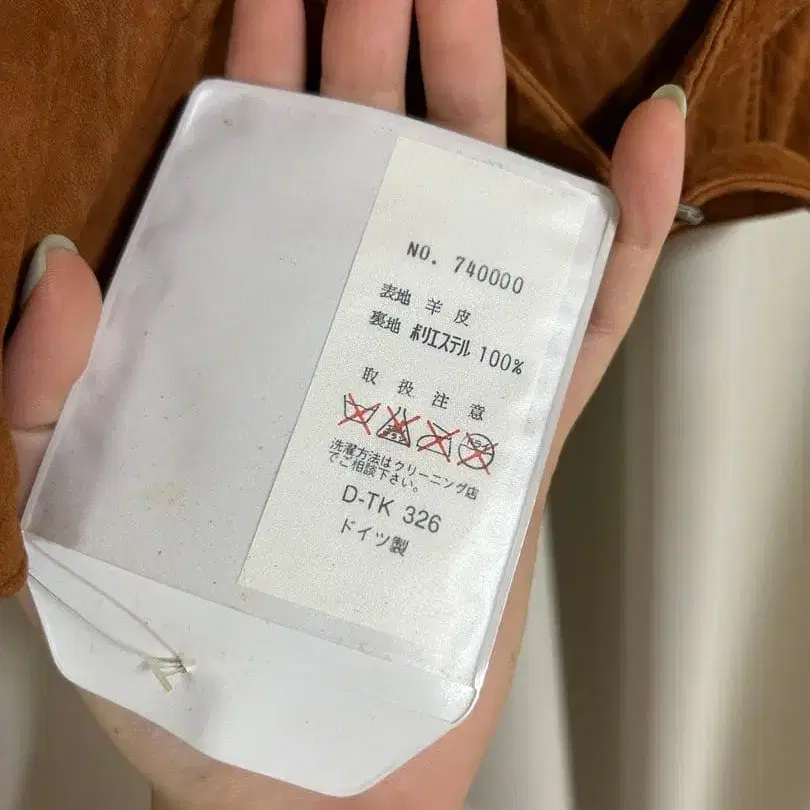 NO. 740000
表地 羊皮
裏地 ポリエステル 100%
取扱注意
洗濯方法はクリーニング店
でご相談下さい。
D-TK 326
ドイツ製